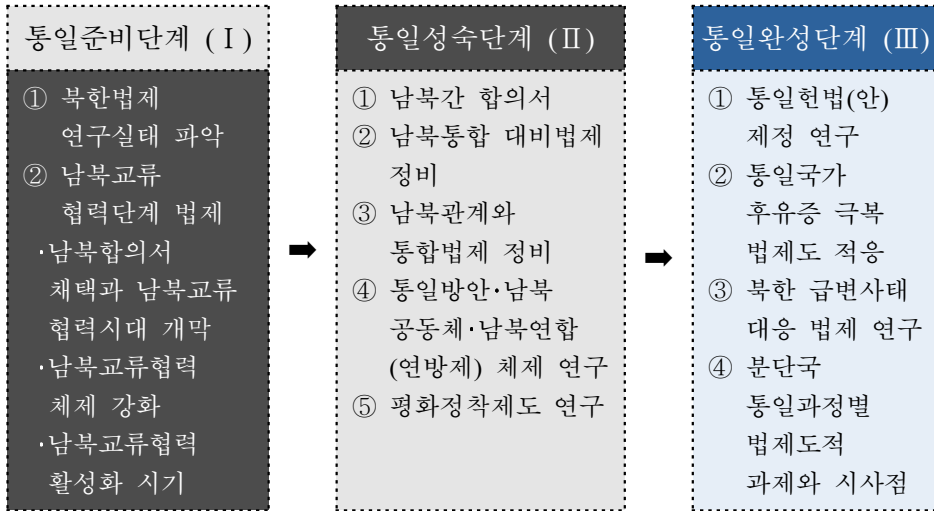 통일준비단계 (Ⅰ)
① 북한법제
연구실태 파악
② 남북교류
협력단계 법제
·남북합의서
채택과 남북교류
협력시대 개막
·남북교류협력
체제 강화
·남북교류협력
활성화 시기
통일성숙단계 (Ⅱ)
① 남북간 합의서
② 남북통합 대비법제
정비
③ 남북관계와
통합법제 정비
④ 통일방안·남북
공동체·남북연합
(연방제) 체제 연구
⑤ 평화정착제도 연구
통일완성단계 (Ⅲ)
① 통일헌법(안)
제정 연구
② 통일국가
후유증 극복
법제도 적응
③ 북한 급변사태
대응 법제 연구
④ 분단국
통일과정별
법제도적
과제와 시사점